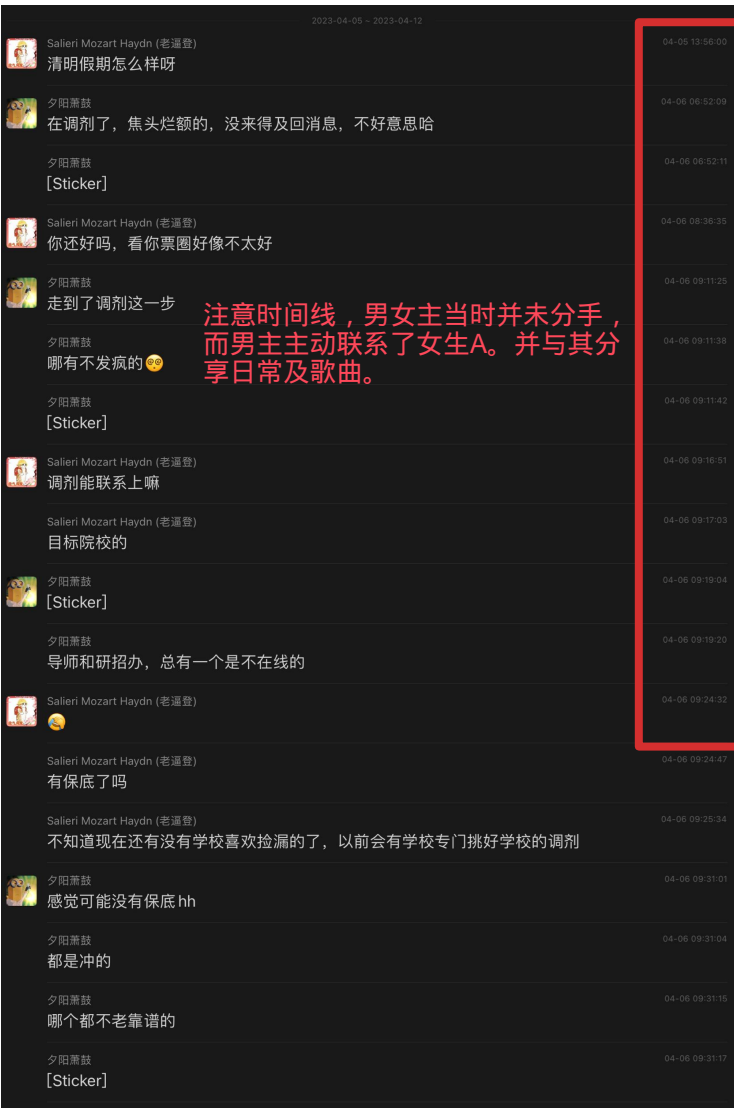 2023-04-05 ~ 2023-04-12
Salieri Mozart Haydn (老逼登)
04-05 13:56:00
清明假期怎么样呀
夕阳萧鼓
04-06 06:52:09
在调剂了，焦头烂额的，没来得及回消息，不好意思哈
夕阳萧鼓
04-06 06:52:11
[Sticker]
Salieri Mozart Haydn (老逼登)
04-06 08:36:35
你还好吗，看你票圈好像不太好
夕阳萧鼓
04-06 09:11:25
走到了调剂这一步
注意时间线，男女主当时并未分手，
而男主主动联系了女生A。并与其分
享日常及歌曲。
夕阳萧鼓
04-06 09:11:38
哪有不发疯的😵‍💫
夕阳萧鼓
04-06 09:11:42
[Sticker]
Salieri Mozart Haydn (老逼登)
04-06 09:16:51
调剂能联系上嘛
Salieri Mozart Haydn (老逼登)
04-06 09:17:03
目标院校的
夕阳萧鼓
04-06 09:19:04
[Sticker]
夕阳萧鼓
04-06 09:19:20
导师和研招办，总有一个是不在线的
Salieri Mozart Haydn (老逼登)
04-06 09:24:32
Salieri Mozart Haydn (老逼登)
04-06 09:24:47
有保底了吗
Salieri Mozart Haydn (老逼登)
04-06 09:25:34
不知道现在还有没有学校喜欢捡漏的了，以前会有学校专门挑好学校的调剂
夕阳萧鼓
04-06 09:31:01
感觉可能没有保底hh
夕阳萧鼓
04-06 09:31:04
都是冲的
夕阳萧鼓
04-06 09:31:15
哪个都不老靠谱的
夕阳萧鼓
04-06 09:31:17
[Sticker]